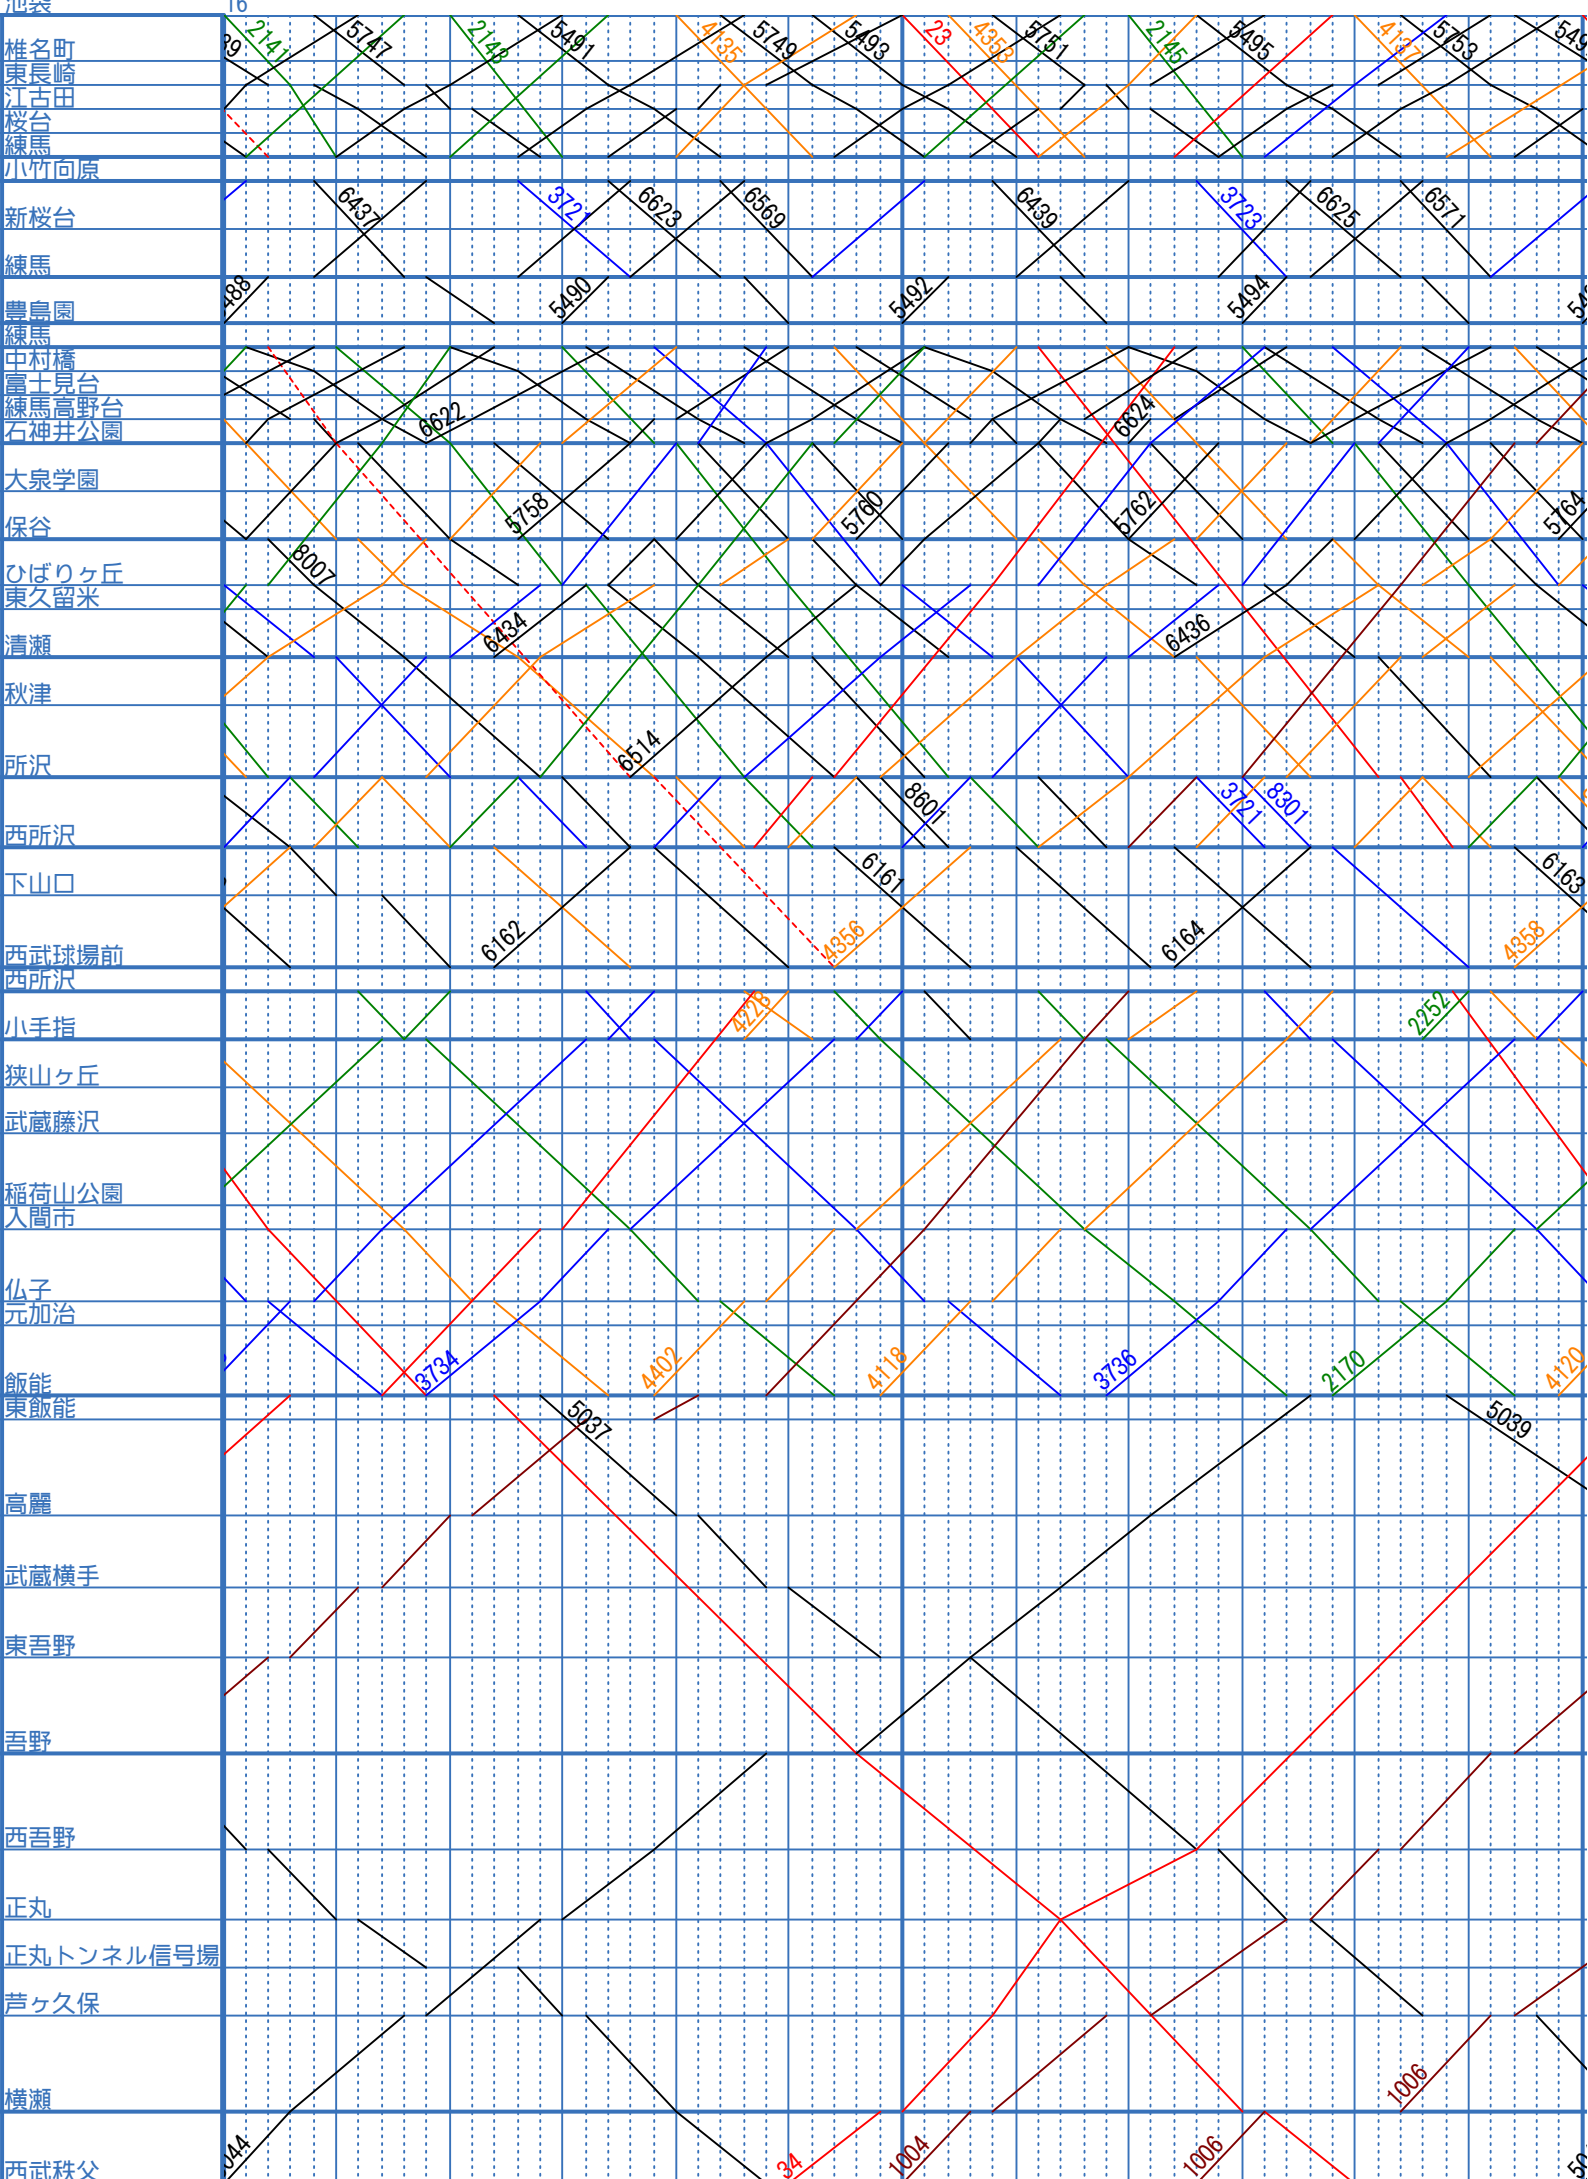 池袋 16
椎名町 39 2141 5747 2143 5491 4135 5749 5493 23 4353 5751 2145 5495 4137 5753 549
東長崎
江古田
桜台
練馬
小竹向原
新桜台 6437 3721 6623 6569 6439 3723 6625 6571
練馬
豊島園 488 5490 5492 5494 54
練馬
中村橋
富士見台
練馬高野台
石神井公園 6622 6624
大泉学園
保谷 5758 5760 5762 5764
ひばりヶ丘 8007
東久留米
清瀬 6434 6436
秋津
所沢 6514
西所沢 8601 3721 8301
下山口 6161 6163
西武球場前 6162 4356 6164 4358
西所沢
小手指 4228 2252
狭山ヶ丘
武蔵藤沢
稲荷山公園
入間市
仏子
元加治
飯能 3734 4402 4118 3736 2170 4120
東飯能 5037 5039
高麗
武蔵横手
東吾野
吾野
西吾野
正丸
正丸トンネル信号場
芦ヶ久保
横瀬 1006
西武秩父 044 34 1004 1006 50